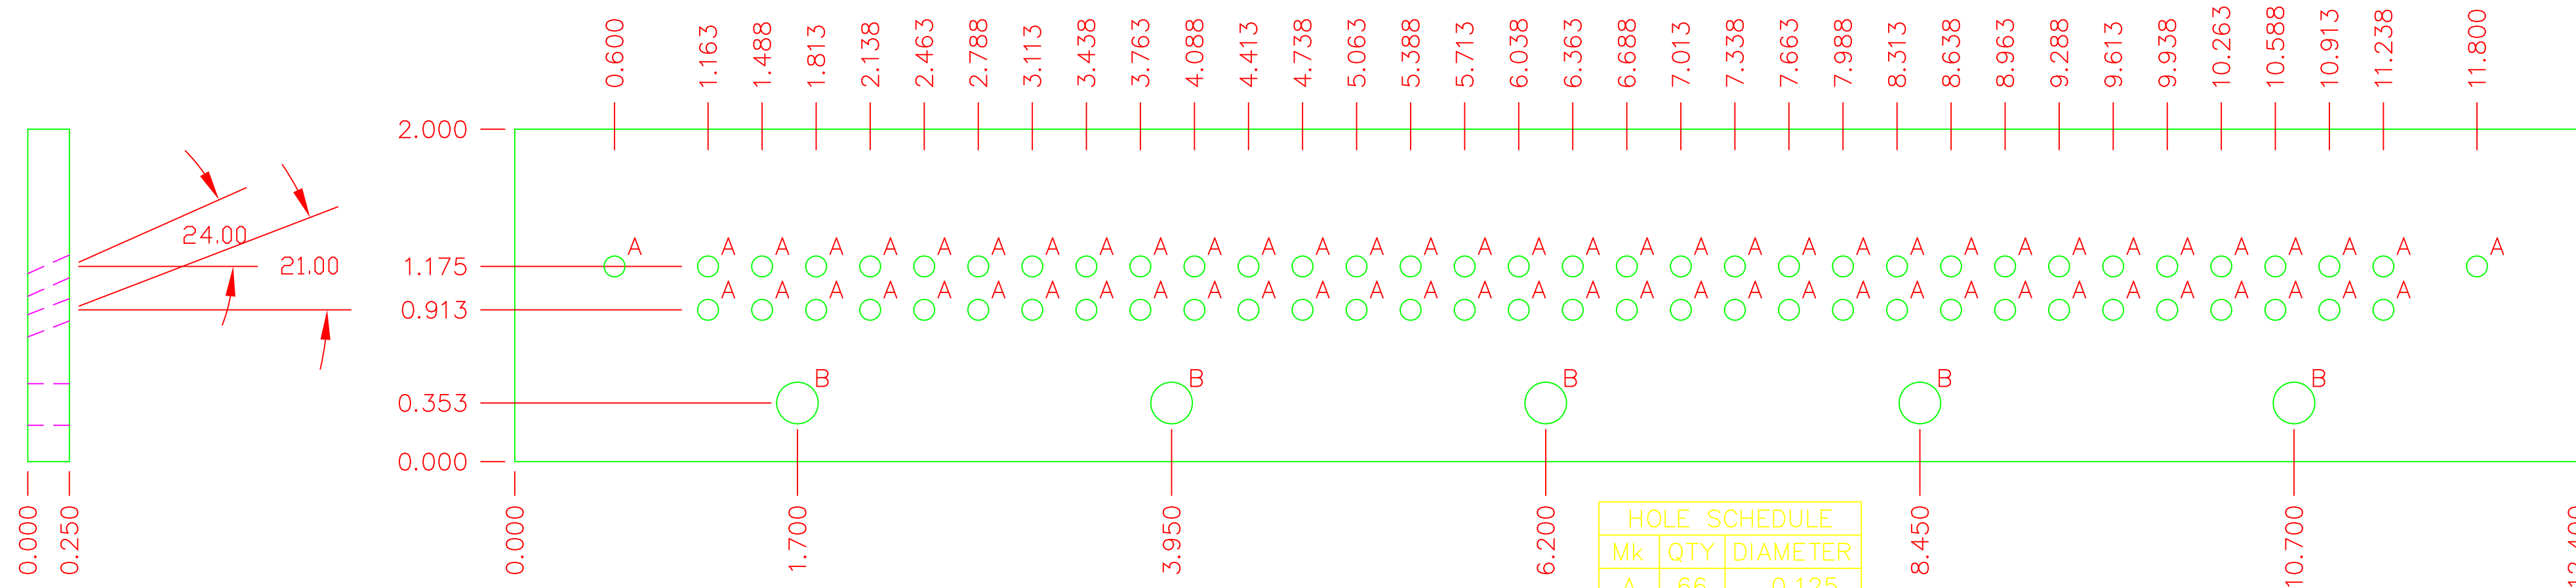 0.600 1.163 1.488 1.813 2.138 2.463 2.788 3.113 3.438 3.763 4.088 4.413 4.738 5.063 5.388 5.713 6.038 6.363 6.688 7.013 7.338 7.663 7.988 8.313 8.638 8.963 9.288 9.613 9.938 10.263 10.588 10.913 11.238 11.800
2.000
24.00
A A A A A A A A A A A A A A A A A A A A A A A A A A A A A A A A A A
21.00
1.175
A A A A A A A A A A A A A A A A A A A A A A A A A A A A A A A A
0.913
B B B B B
0.353
0.000
0.000 0.250 0.000 1.700 3.950 6.200 8.450 10.700
HOLE SCHEDULE
Mk QTY DIAMETER
A 66 0.125